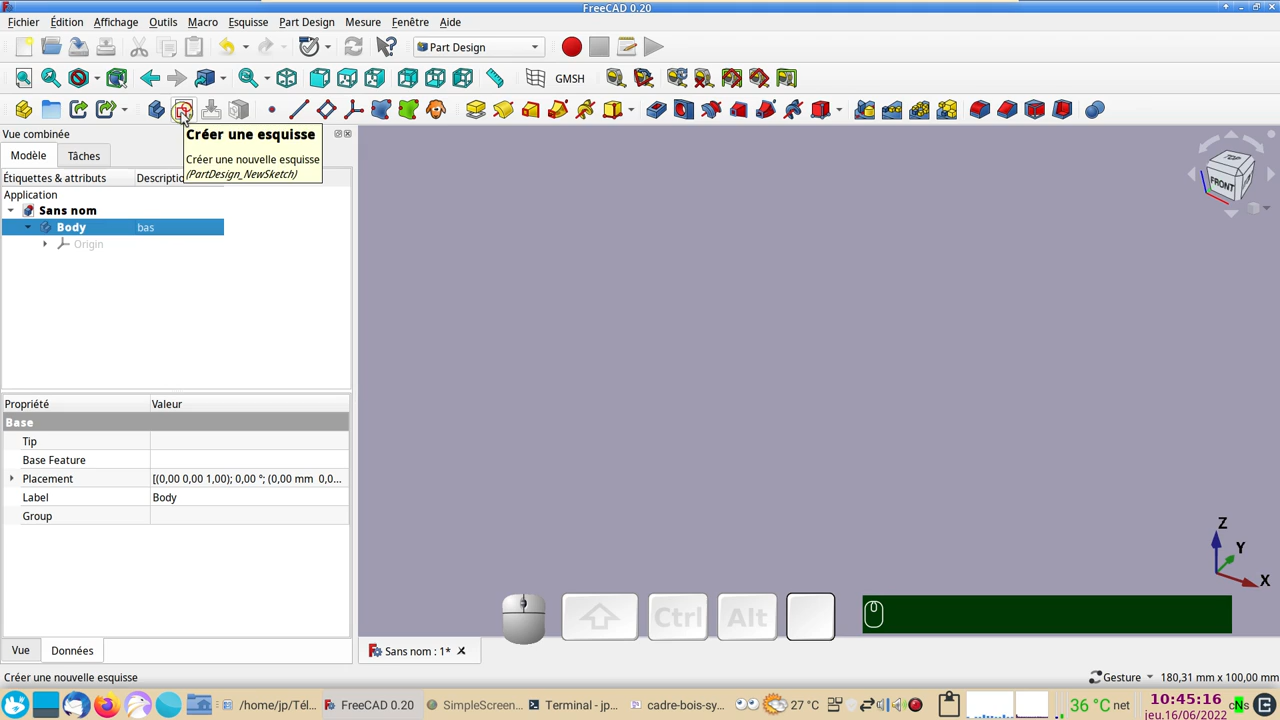 FreeCAD 0.20
Fichier Édition Affichage Outils Macro Esquisse Part Design Mesure Fenêtre Aide
Part Design
GMSH
Vue combinée
Créer une esquisse
Modèle Tâches
Créer une nouvelle esquisse
(PartDesign_NewSketch)
Étiquettes & attributs Descriptio
Application
Sans nom
Body bas
Origin
FRONT
Propriété Valeur
Base
Tip
Base Feature
Placement [(0,00 0,00 1,00); 0,00 °; (0,00 mm 0,0...
Label Body
Group
Z
Y
X
Ctrl Alt
Vue Données
Sans nom : 1*
Créer une nouvelle esquisse
Gesture 180,31 mm x 100,00 mm
/home/jp/Tél... FreeCAD 0.20 SimpleScreen... Terminal - jp... cadre-bois-sy... 27 °C 36 °C net 10:45:16
jeu.16/06/2022